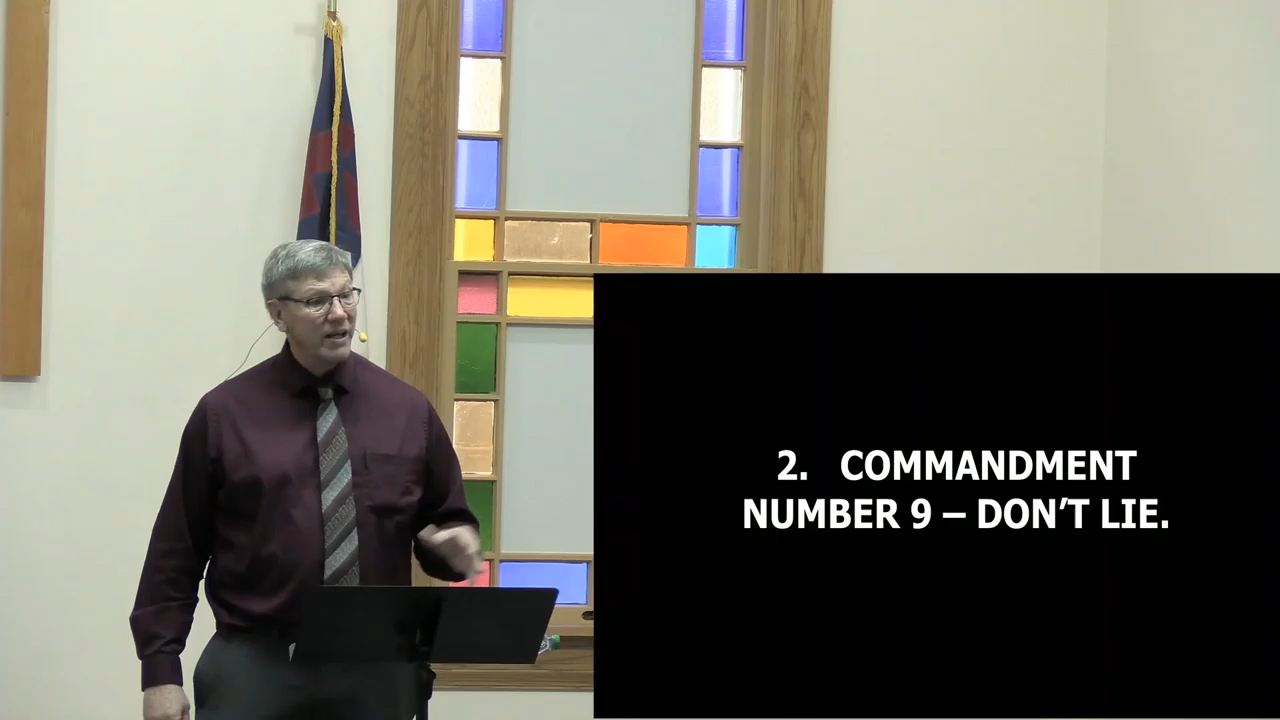 2. COMMANDMENT
NUMBER 9 – DON’T LIE.